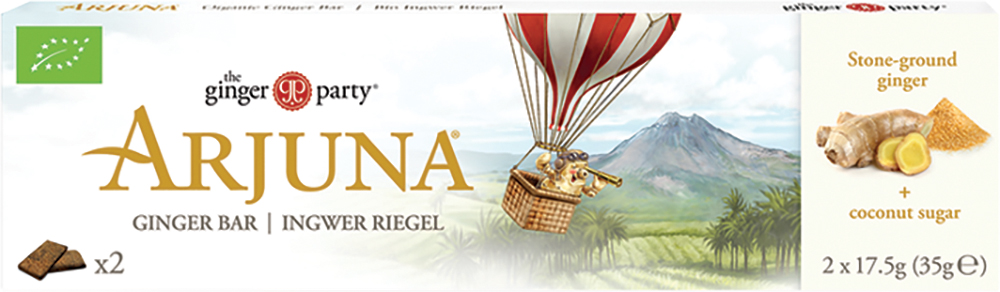 Organic Ginger Bar | Bio Ingwer Riegel
the ginger party®
the
ginger party®
ARJUNA®
GINGER BAR | INGWER RIEGEL
x2
Stone-ground
ginger
+
coconut sugar
2 x 17.5g (35g℮)